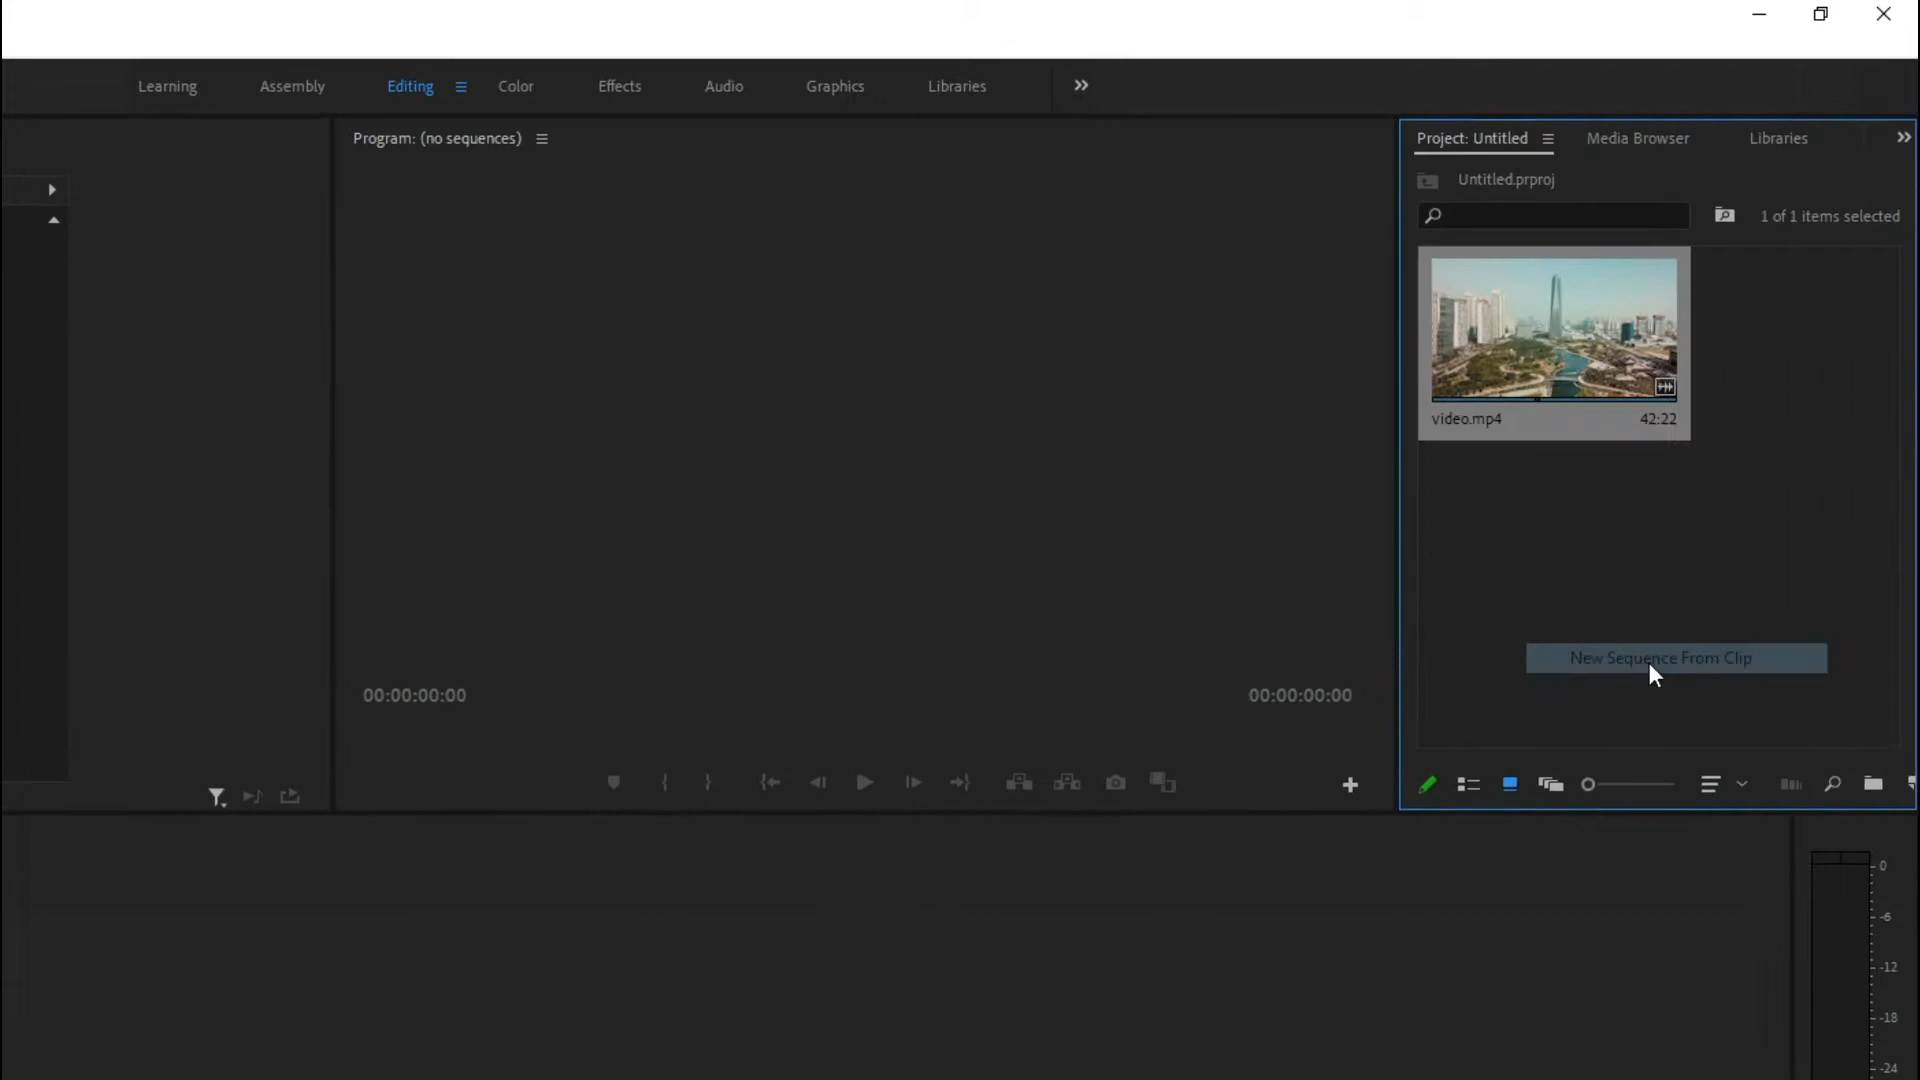 Learning Assembly Editing Color Effects Audio Graphics Libraries
Program: (no sequences)
Project: Untitled Media Browser Libraries
Untitled.prproj
1 of 1 items selected
video.mp4 42:22
New Sequence From Clip
00:00:00:00 00:00:00:00
0
-6
-12
-18
-24